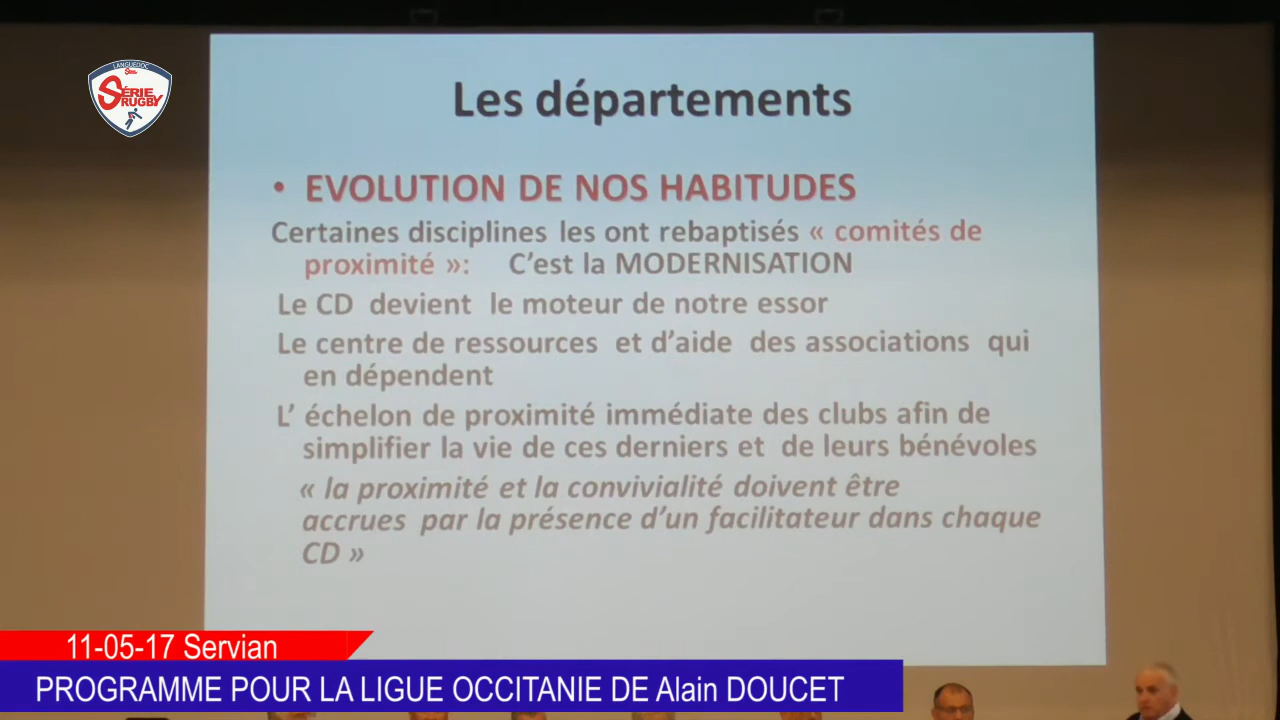 LANGUEDOC
SÉRIE
RUGBY
Les départements
• EVOLUTION DE NOS HABITUDES
Certaines disciplines les ont rebaptisés « comités de
proximité »: C’est la MODERNISATION
Le CD devient le moteur de notre essor
Le centre de ressources et d’aide des associations qui
en dépendent
L’ échelon de proximité immédiate des clubs afin de
simplifier la vie de ces derniers et de leurs bénévoles
« la proximité et la convivialité doivent être
accrues par la présence d’un facilitateur dans chaque
CD »
11-05-17 Servian
PROGRAMME POUR LA LIGUE OCCITANIE DE Alain DOUCET